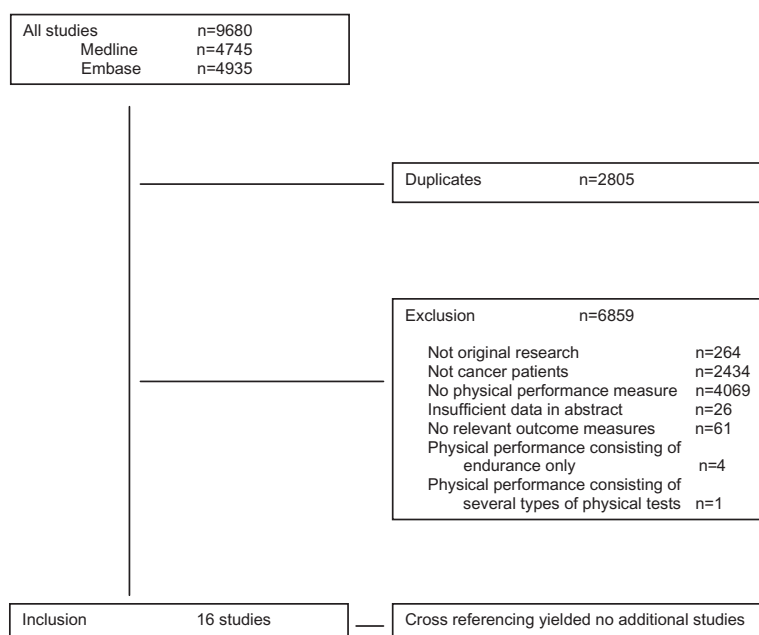 All studies n=9680
Medline n=4745
Embase n=4935
Duplicates n=2805
Exclusion n=6859
Not original research n=264
Not cancer patients n=2434
No physical performance measure n=4069
Insufficient data in abstract n=26
No relevant outcome measures n=61
Physical performance consisting of
endurance only n=4
Physical performance consisting of
several types of physical tests n=1
Inclusion 16 studies
Cross referencing yielded no additional studies